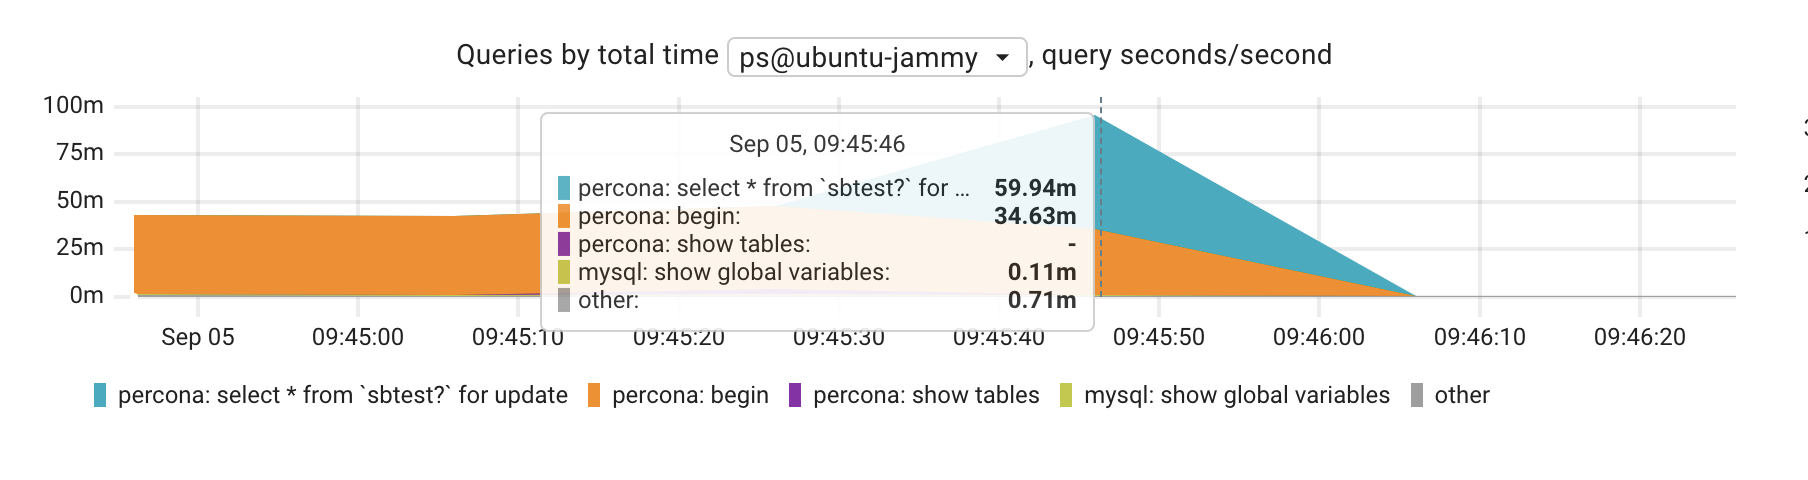 Queries by total time ps@ubuntu-jammy , query seconds/second
100m
75m
50m
25m
0m
Sep 05, 09:45:46
percona: select * from `sbtest?` for ... 59.94m
percona: begin: 34.63m
percona: show tables: -
mysql: show global variables: 0.11m
other: 0.71m
Sep 05 09:45:00 09:45:10 09:45:20 09:45:30 09:45:40 09:45:50 09:46:00 09:46:10 09:46:20
percona: select * from `sbtest?` for update percona: begin percona: show tables mysql: show global variables other